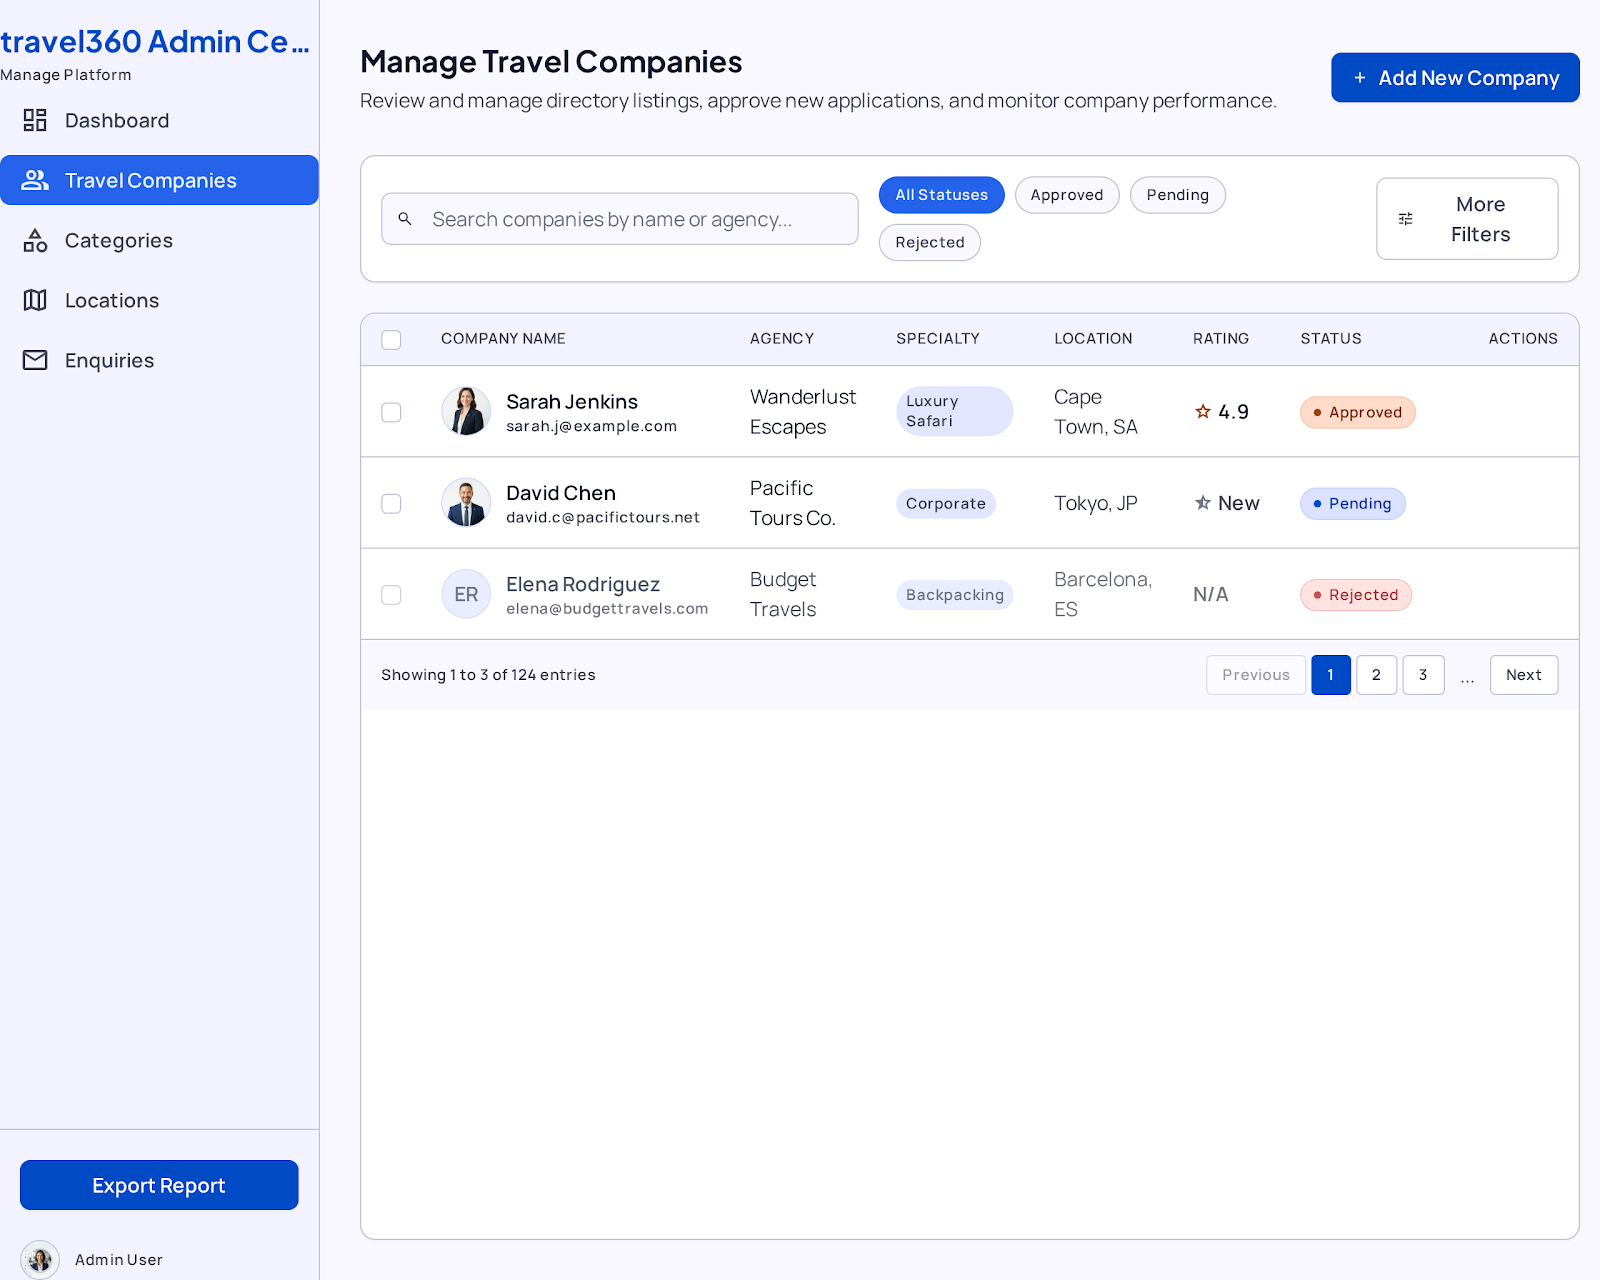 travel360 Admin Ce...
Manage Platform
Dashboard
Travel Companies
Categories
Locations
Enquiries
Export Report
Admin User
Manage Travel Companies
Review and manage directory listings, approve new applications, and monitor company performance.
+ Add New Company
Search companies by name or agency...
All Statuses
Approved
Pending
Rejected
More
Filters
COMPANY NAME AGENCY SPECIALTY LOCATION RATING STATUS ACTIONS
Sarah Jenkins
sarah.j@example.com
Wanderlust
Escapes
Luxury
Safari
Cape
Town, SA
4.9
Approved
David Chen
david.c@pacifictours.net
Pacific
Tours Co.
Corporate
Tokyo, JP
New
Pending
ER
Elena Rodriguez
elena@budgettravels.com
Budget
Travels
Backpacking
Barcelona,
ES
N/A
Rejected
Showing 1 to 3 of 124 entries
Previous 1 2 3 ... Next